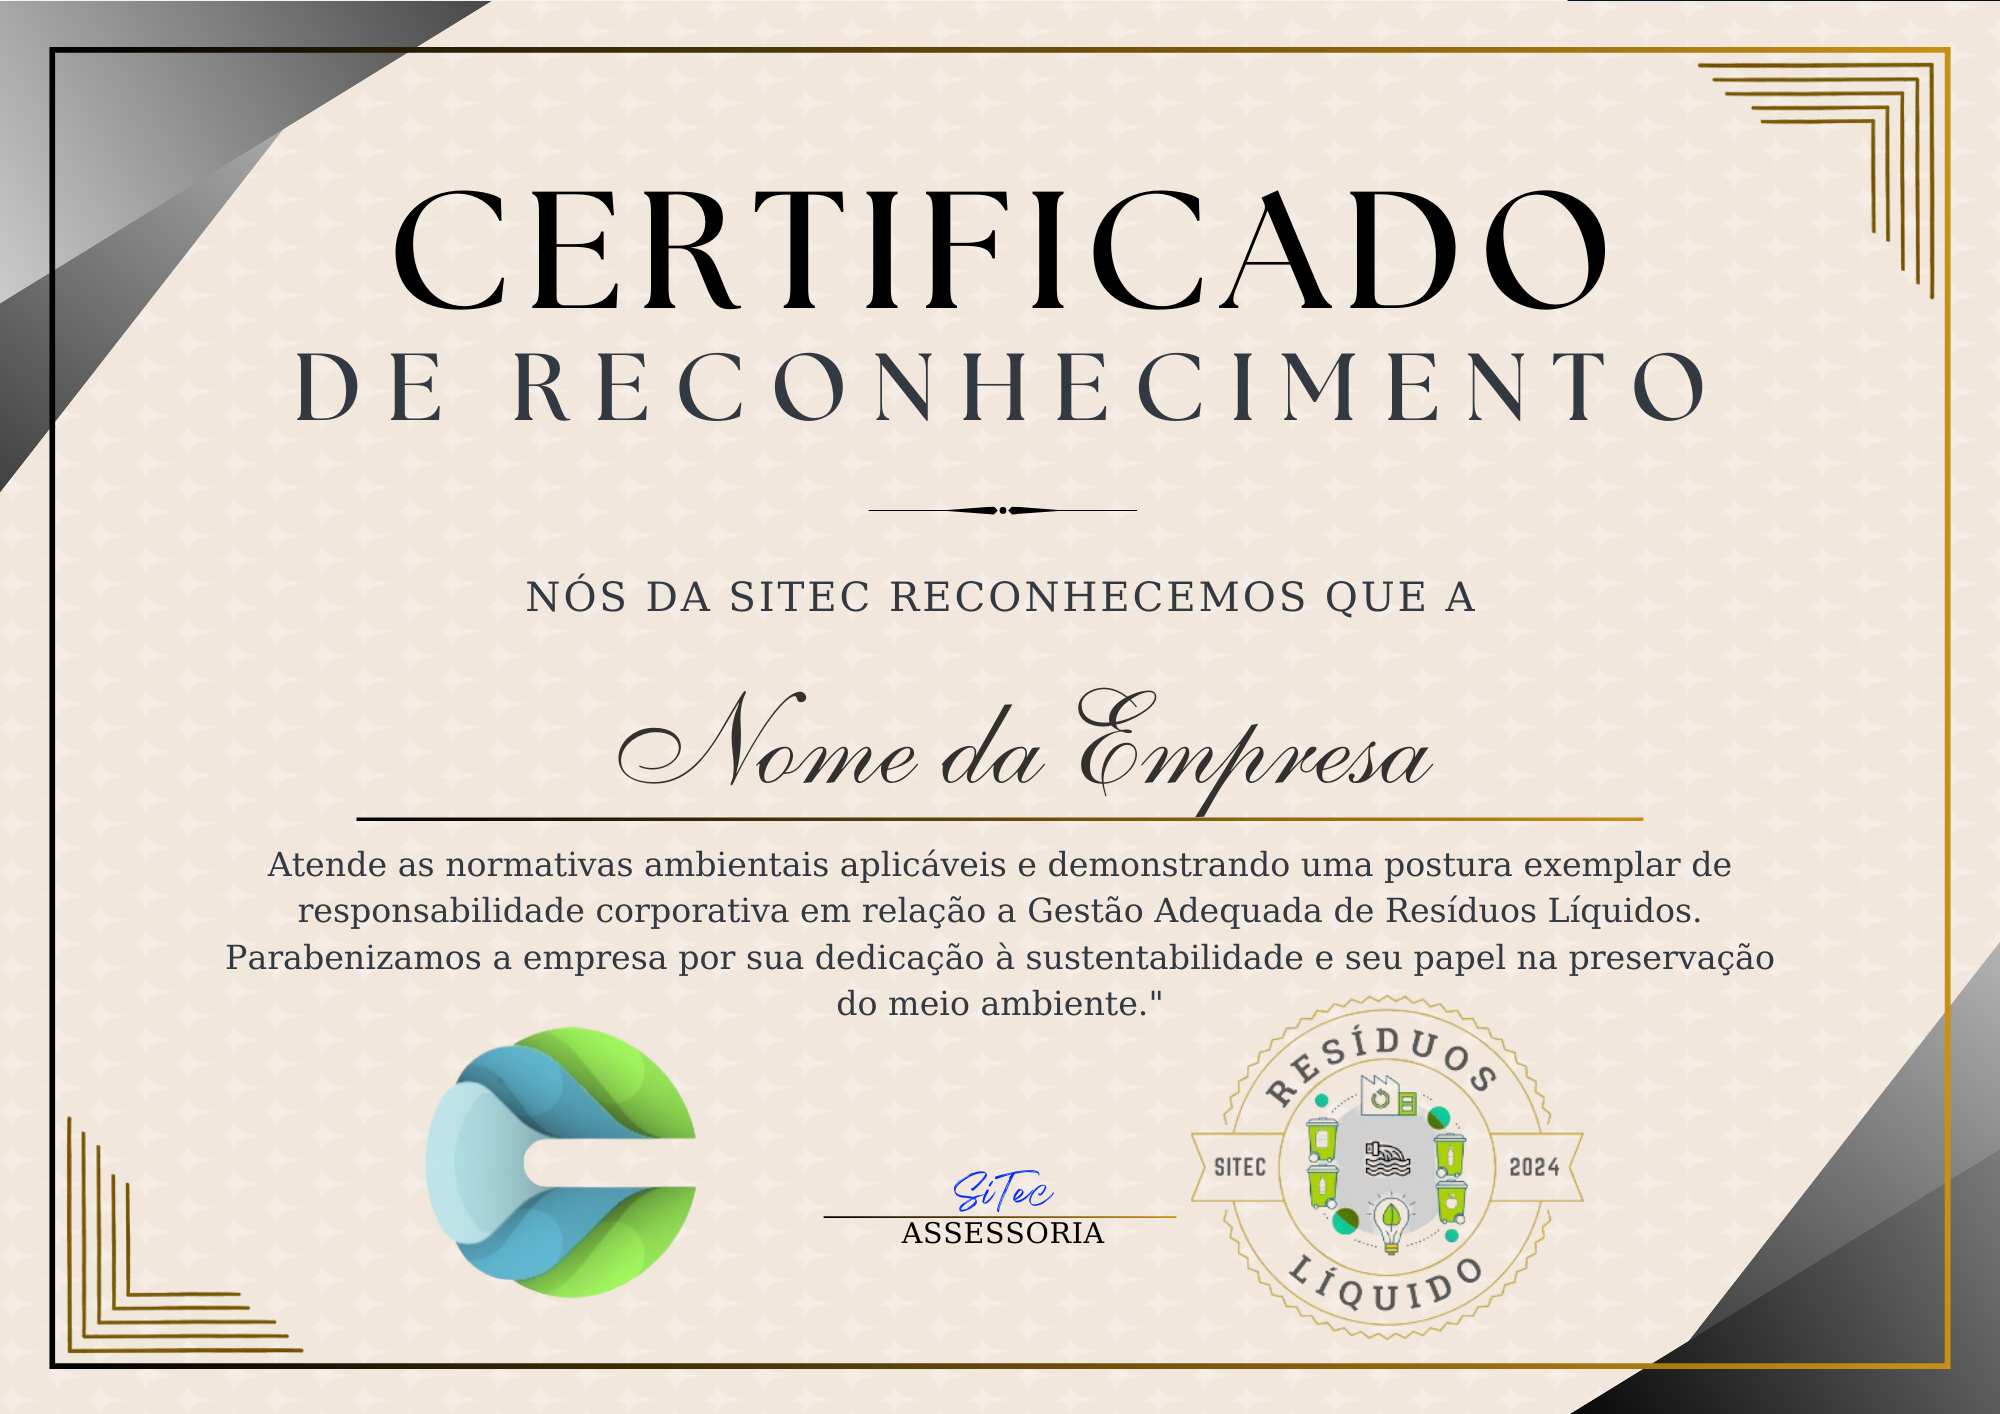 CERTIFICADO
DE RECONHECIMENTO
NÓS DA SITEC RECONHECEMOS QUE A
Nome da Empresa
Atende as normativas ambientais aplicáveis e demonstrando uma postura exemplar de
responsabilidade corporativa em relação a Gestão Adequada de Resíduos Líquidos.
Parabenizamos a empresa por sua dedicação à sustentabilidade e seu papel na preservação
do meio ambiente."
SiTec
ASSESSORIA
RESÍDUOS
SITEC
2024
LÍQUIDO